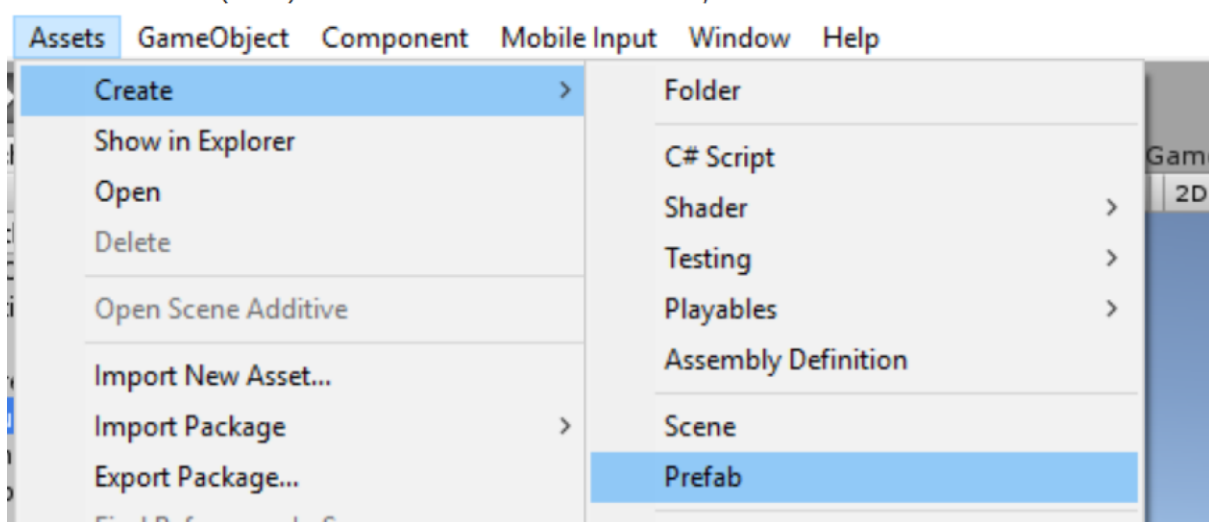 Assets GameObject Component Mobile Input Window Help
Create
Show in Explorer
Open
Delete
Open Scene Additive
Import New Asset...
Import Package
Export Package...
Folder
C# Script
Shader
Testing
Playables
Assembly Definition
Scene
Prefab
2D